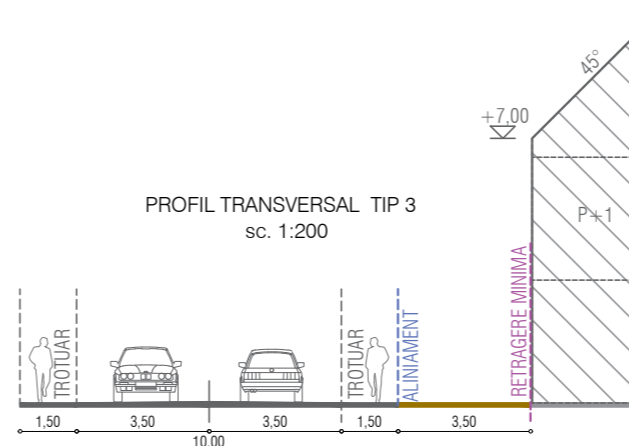 45°
+7,00
PROFIL TRANSVERSAL TIP 3
sc. 1:200
P+1
TROTUAR
TROTUAR
ALINIAMENT
RETRAGERE MINIMA
1,50 3,50 3,50 1,50 3,50
10.00